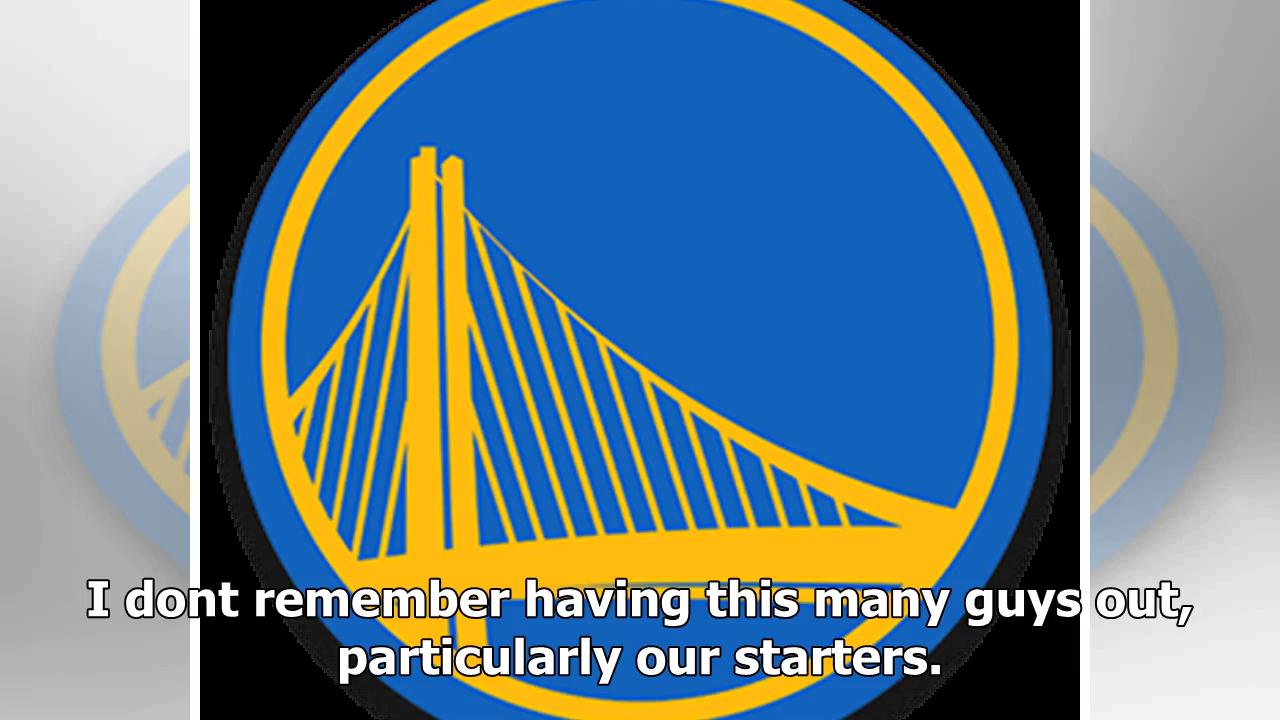 I dont remember having this many guys out,
particularly our starters.